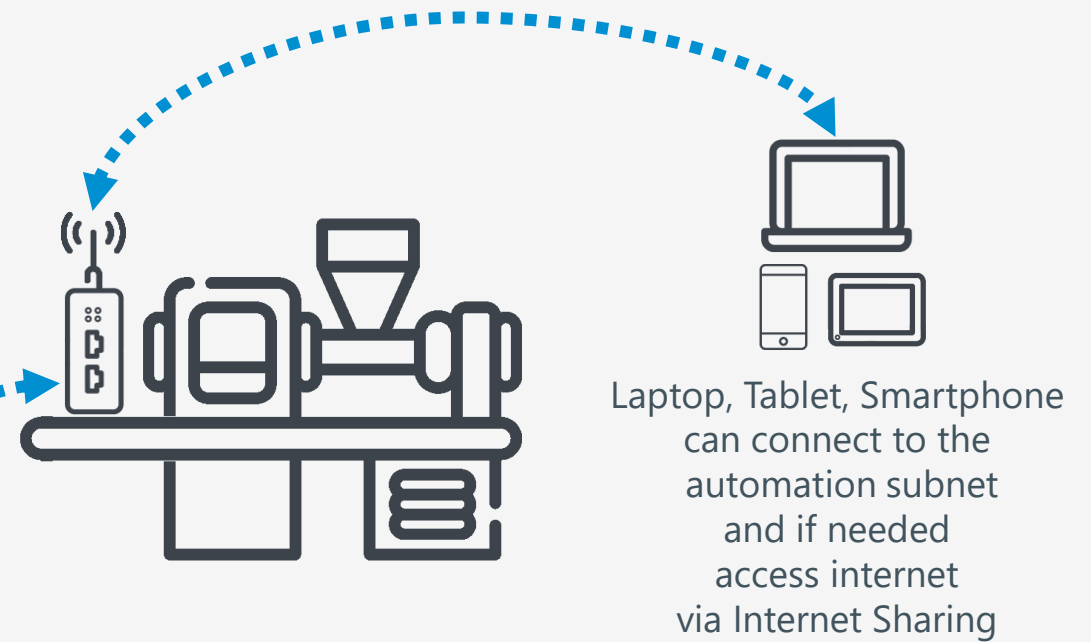 Laptop, Tablet, Smartphone
can connect to the
automation subnet
and if needed
access internet
via Internet Sharing